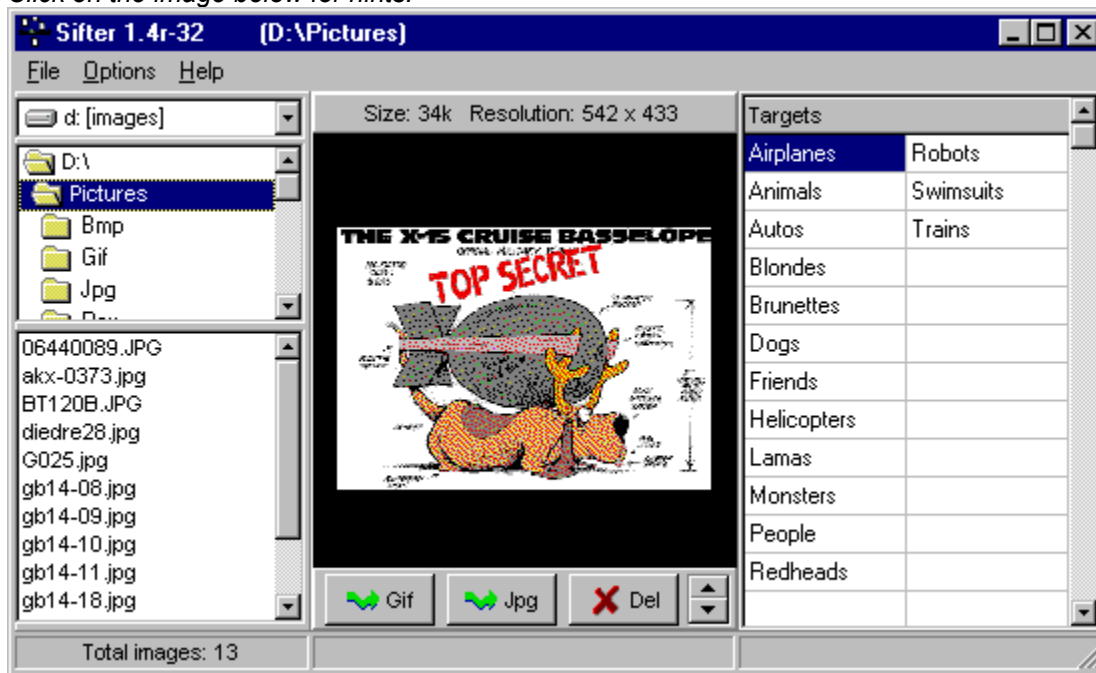 Click on the image below for hints.
Sifter 1.4r-32 (D:\Pictures)
File Options Help
d: [images]
D:\
Pictures
Bmp
Gif
Jpg
06440089.JPG
akx-0373.jpg
BT120B.JPG
diedre28.jpg
G025.jpg
gb14-08.jpg
gb14-09.jpg
gb14-10.jpg
gb14-11.jpg
gb14-18.jpg
Total images: 13
Size: 34k Resolution: 542 x 433
THE X-15 CRUISE BASSELOPE
TOP SECRET
Gif Jpg Del
Targets
Airplanes Robots
Animals Swimsuits
Autos Trains
Blondes
Brunettes
Dogs
Friends
Helicopters
Lamas
Monsters
People
Redheads